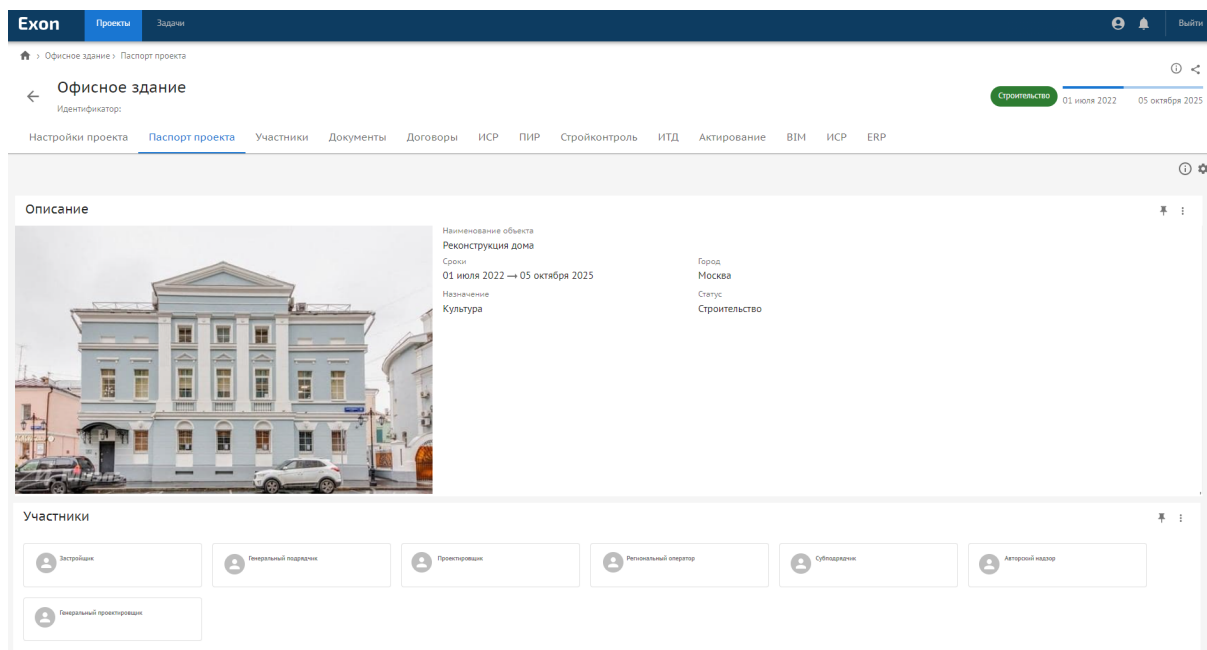 Exon
Проекты
Задачи
Выйти
Офисное здание › Паспорт проекта
Офисное здание
Идентификатор:
Строительство
01 июля 2022
05 октября 2025
Настройки проекта
Паспорт проекта
Участники
Документы
Договоры
ИСР
ПИР
Стройконтроль
ИТД
Актирование
BIM
ИСР
ERP
Описание
Наименование объекта
Реконструкция дома
Сроки
01 июля 2022 → 05 октября 2025
Город
Москва
Назначение
Культура
Статус
Строительство
Участники
Застройщик
Генеральный подрядчик
Проектировщик
Региональный оператор
Субподрядчик
Авторский надзор
Генеральный проектировщик